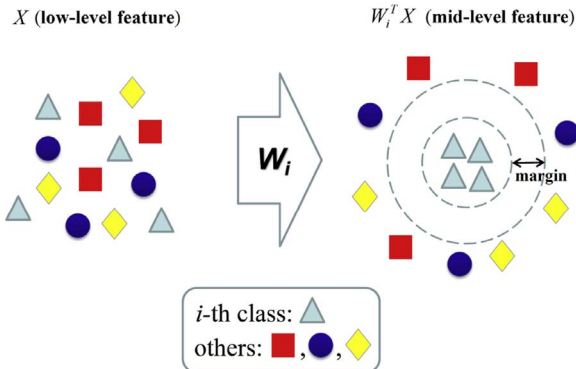 X (low-level feature)
W_i^T X (mid-level feature)
W_i
margin
i-th class:
others: , ,